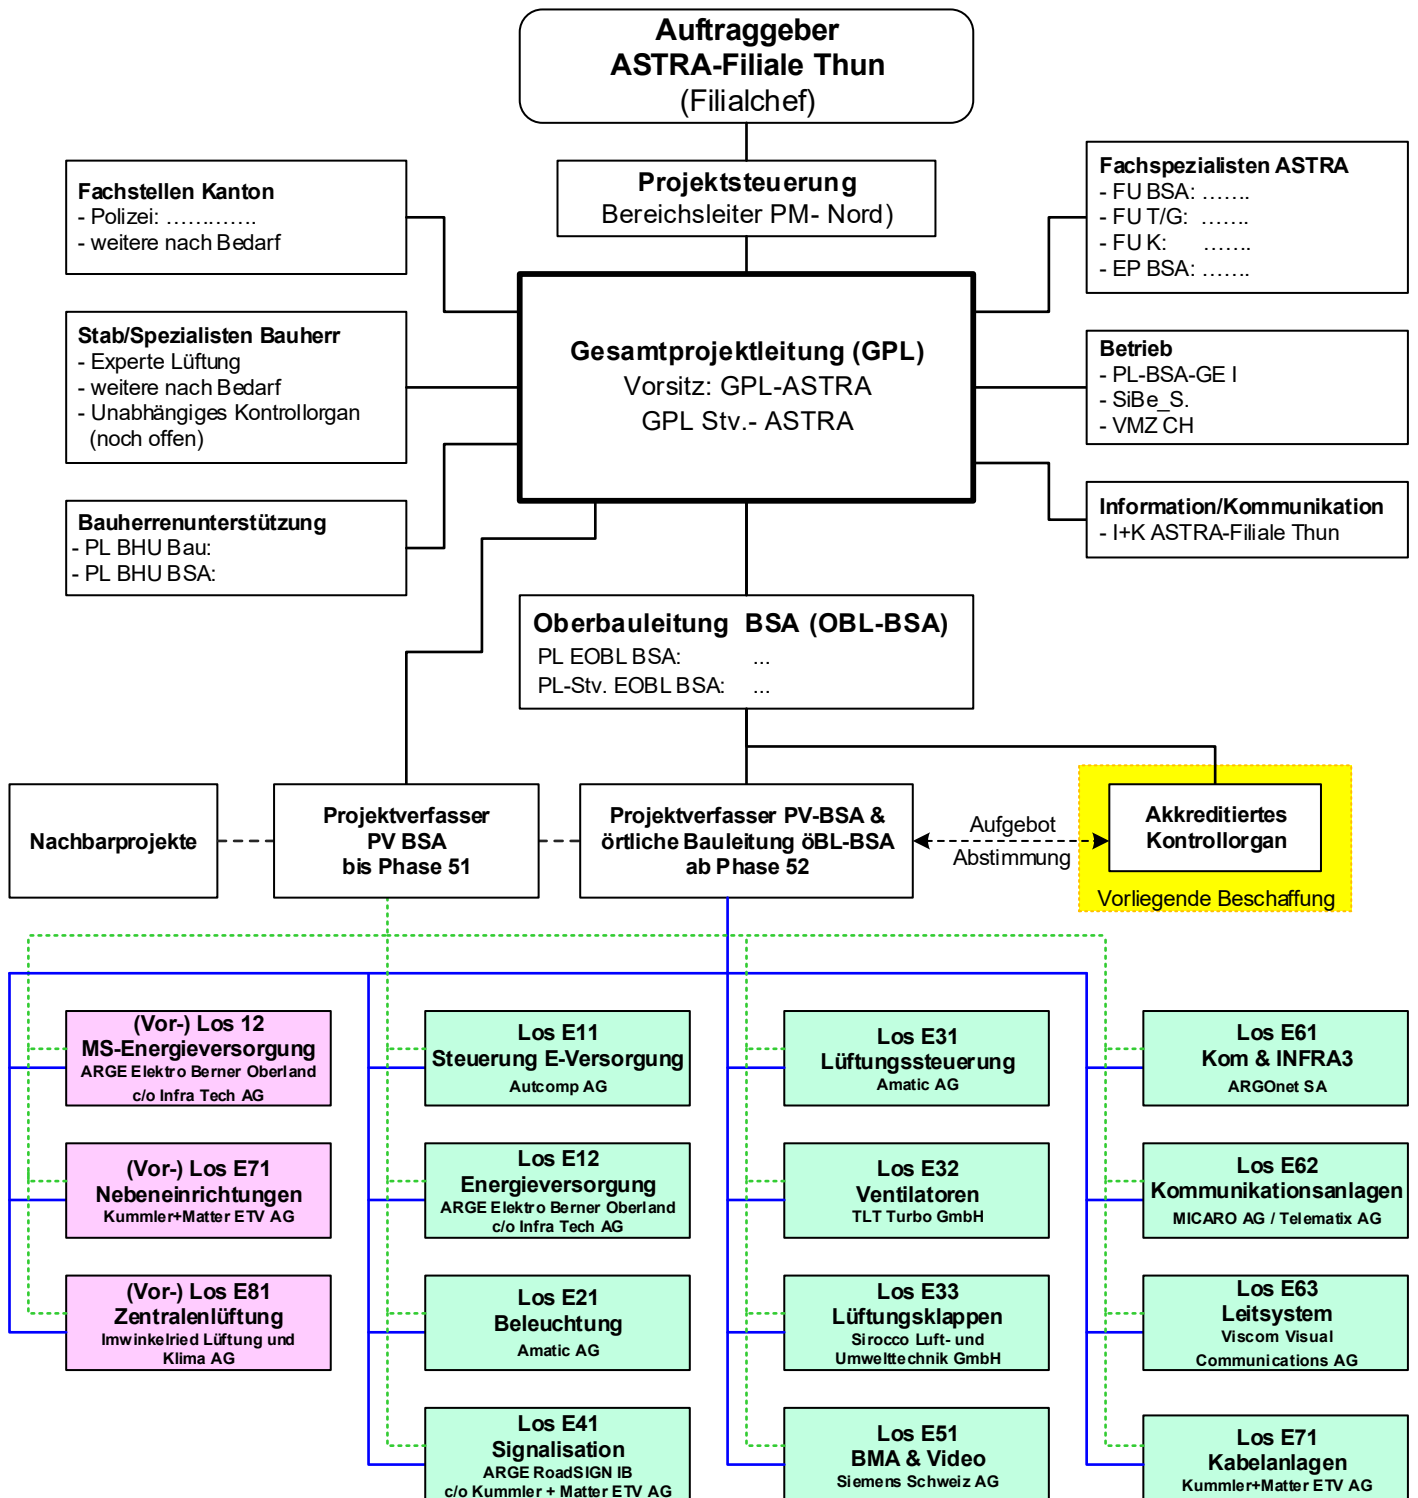 Auftraggeber
ASTRA-Filiale Thun
(Filialchef)
Projektsteuerung
Bereichsleiter PM- Nord)
Fachstellen Kanton
- Polizei: .............
- weitere nach Bedarf
Fachspezialisten ASTRA
- FU BSA: .......
- FU T/G: .......
- FU K: .......
- EP BSA: .......
Stab/Spezialisten Bauherr
- Experte Lüftung
- weitere nach Bedarf
- Unabhängiges Kontrollorgan
(noch offen)
Gesamtprojektleitung (GPL)
Vorsitz: GPL-ASTRA
GPL Stv.- ASTRA
Betrieb
- PL-BSA-GE I
- SiBe_S.
- VMZ CH
Bauherrenunterstützung
- PL BHU Bau:
- PL BHU BSA:
Information/Kommunikation
- I+K ASTRA-Filiale Thun
Oberbauleitung BSA (OBL-BSA)
PL EOBL BSA: ...
PL-Stv. EOBL BSA: ...
Nachbarprojekte
Projektverfasser
PV BSA
bis Phase 51
Projektverfasser PV-BSA &
örtliche Bauleitung öBL-BSA
ab Phase 52
Aufgebot
Abstimmung
Akkreditiertes
Kontrollorgan
Vorliegende Beschaffung
(Vor-) Los 12
MS-Energieversorgung
ARGE Elektro Berner Oberland
c/o Infra Tech AG
Los E11
Steuerung E-Versorgung
Autcomp AG
Los E31
Lüftungssteuerung
Amatic AG
Los E61
Kom & INFRA3
ARGOnet SA
(Vor-) Los E71
Nebeneinrichtungen
Kummler+Matter ETV AG
Los E12
Energieversorgung
ARGE Elektro Berner Oberland
c/o Infra Tech AG
Los E32
Ventilatoren
TLT Turbo GmbH
Los E62
Kommunikationsanlagen
MICARO AG / Telematix AG
(Vor-) Los E81
Zentralenlüftung
Imwinkelried Lüftung und
Klima AG
Los E21
Beleuchtung
Amatic AG
Los E33
Lüftungsklappen
Sirocco Luft- und
Umwelttechnik GmbH
Los E63
Leitsystem
Viscom Visual
Communications AG
Los E41
Signalisation
ARGE RoadSIGN IB
c/o Kummler + Matter ETV AG
Los E51
BMA & Video
Siemens Schweiz AG
Los E71
Kabelanlagen
Kummler+Matter ETV AG